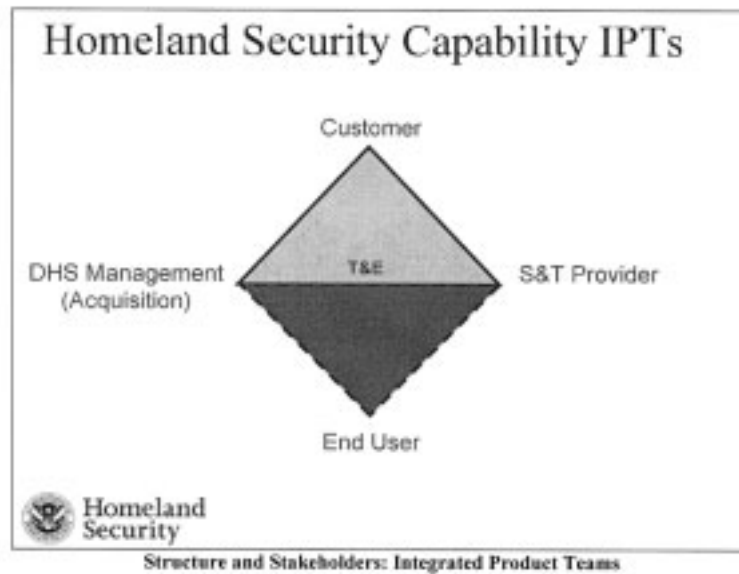 Homeland Security Capability IPTs
Customer
DHS Management
(Acquisition)
T&E
S&T Provider
End User
Homeland
Security
Structure and Stakeholders: Integrated Product Teams